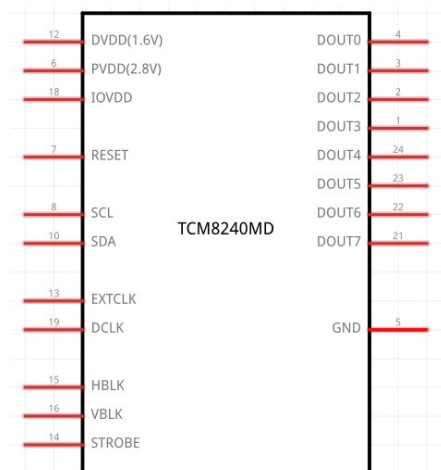 12 DVDD(1.6V) DOUT0 4
6 PVDD(2.8V) DOUT1 3
18 IOVDD DOUT2 2
DOUT3 1
7 RESET DOUT4 24
DOUT5 23
8 SCL DOUT6 22
TCM8240MD
10 SDA DOUT7 21
13 EXTCLK
19 DCLK GND 5
15 HBLK
16 VBLK
14 STROBE